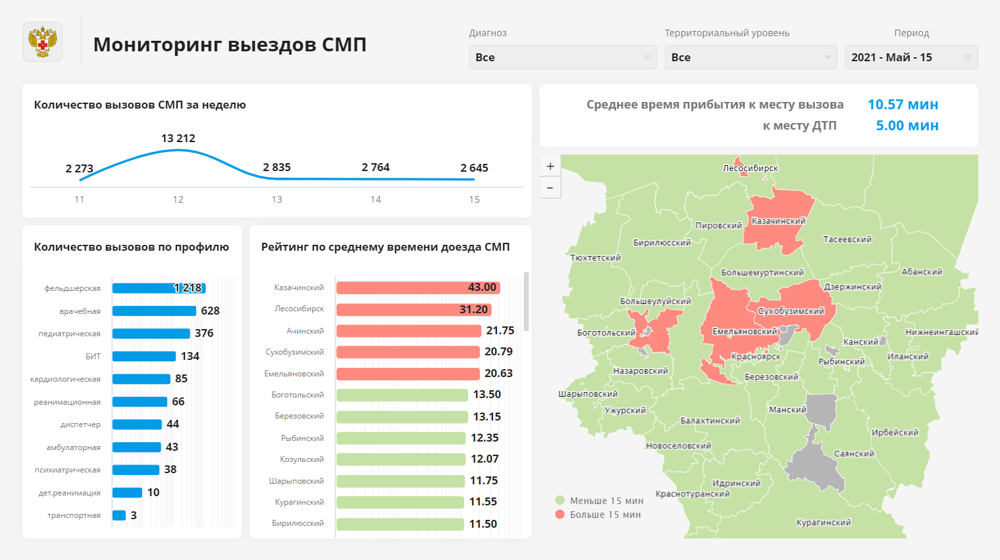 Мониторинг выездов СМП
Диагноз
Все
Территориальный уровень
Все
Период
2021 - Май - 15
Количество вызовов СМП за неделю
2 273
13 212
2 835
2 764
2 645
11
12
13
14
15
Среднее время прибытия к месту вызова 10.57 мин
к месту ДТП 5.00 мин
Количество вызовов по профилю
фельдшерская 1 218
врачебная 628
педиатрическая 376
БИТ 134
кардиологическая 85
реанимационная 66
диспетчер 44
амбулаторная 43
психиатрическая 38
дет.реанимация 10
транспортная 3
Рейтинг по среднему времени доезда СМП
Казачинский 43.00
Лесосибирск 31.20
Ачинский 21.75
Сухобузимский 20.79
Емельяновский 20.63
Боготольский 13.50
Березовский 13.15
Рыбинский 12.35
Козульский 12.07
Шарыповский 11.75
Курагинский 11.55
Бирилюсский 11.50
+
−
Лесосибирск
Казачинский
Пировский
Тасеевский
Бирилюсский
Тюхтетский
Большемуртинский
Абанский
Дзержинский
Большеулуйский
Сухобузимский
Боготольский
Емельяновский
Нижнеингашский
Канский
Красноярск
Иланский
Рыбинский
Назаровский
Березовский
Шарыповский
Ужурский
Манский
Балахтинский
Ирбейский
Новоселовский
Саянский
Идринский
Краснотуранский
Курагинский
Меньше 15 мин
Больше 15 мин